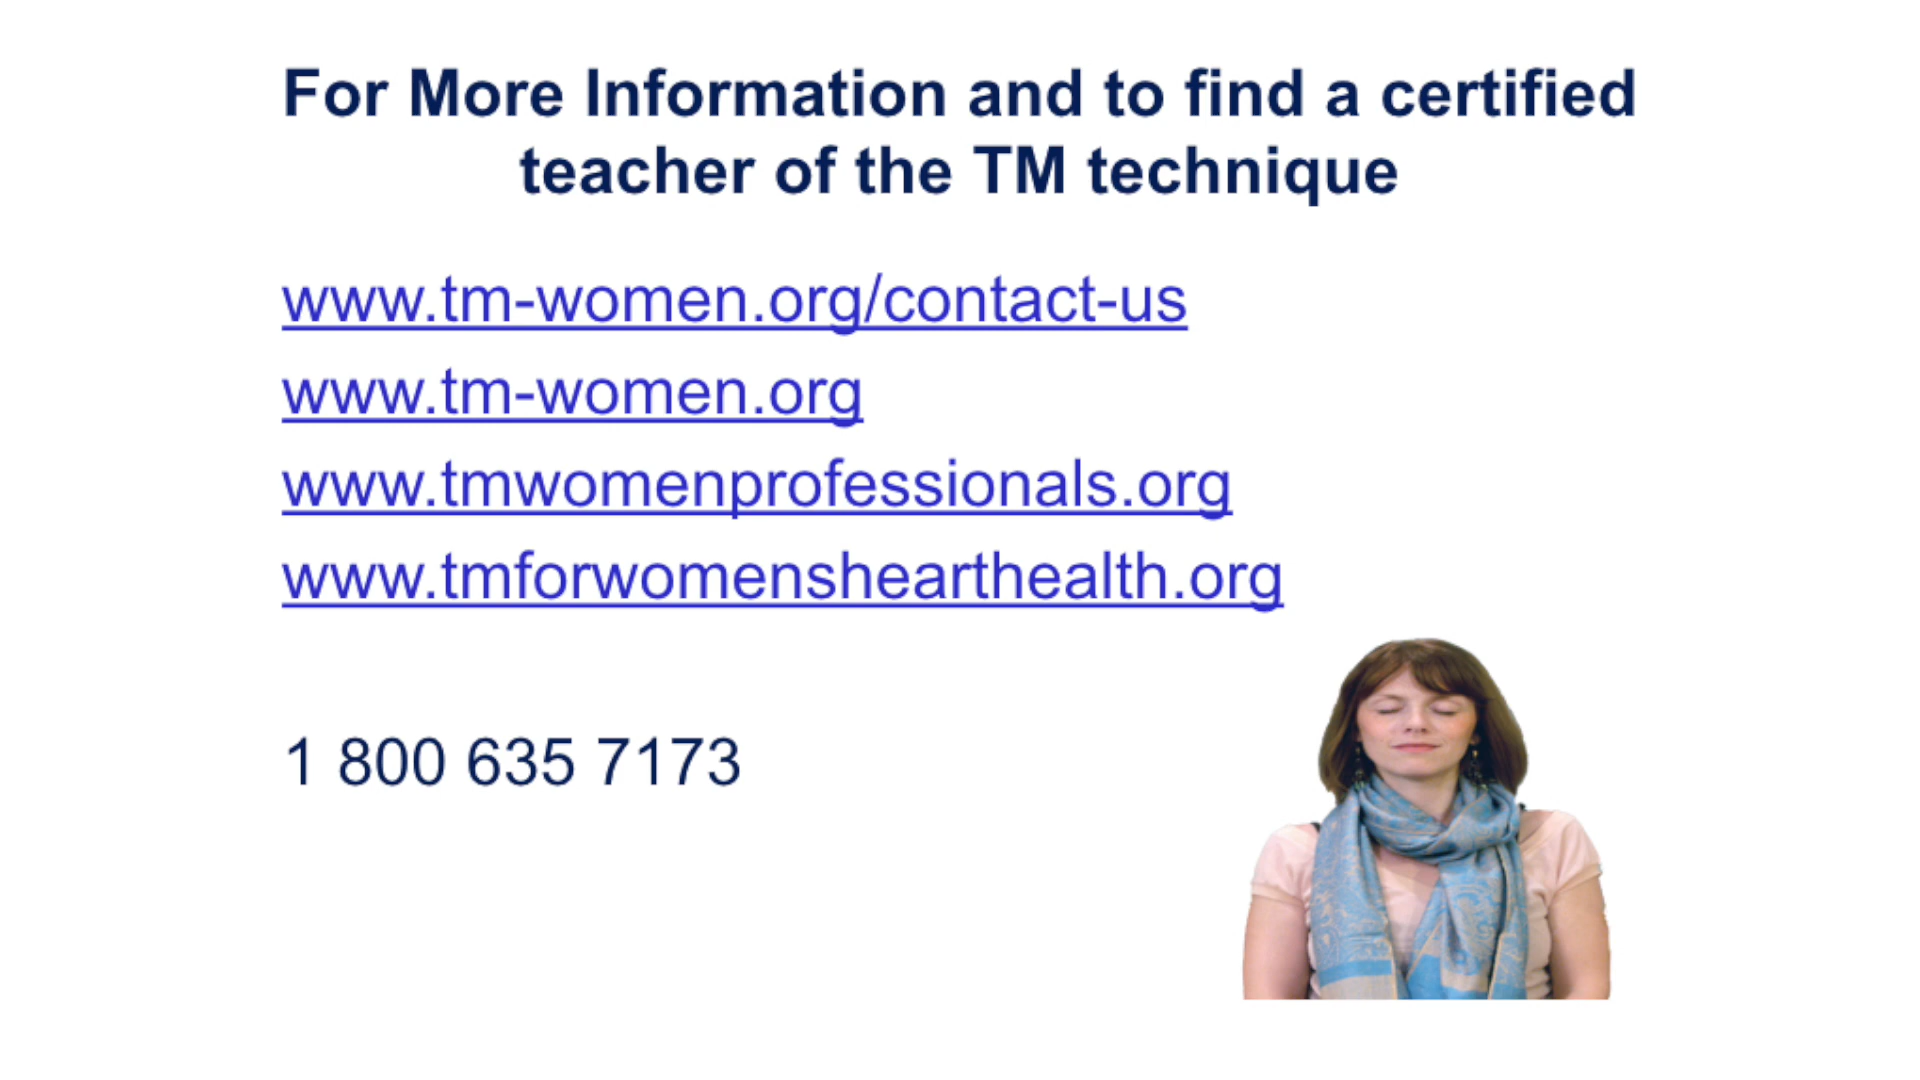 For More Information and to find a certified
teacher of the TM technique
www.tm-women.org/contact-us
www.tm-women.org
www.tmwomenprofessionals.org
www.tmforwomenshearthealth.org
1 800 635 7173